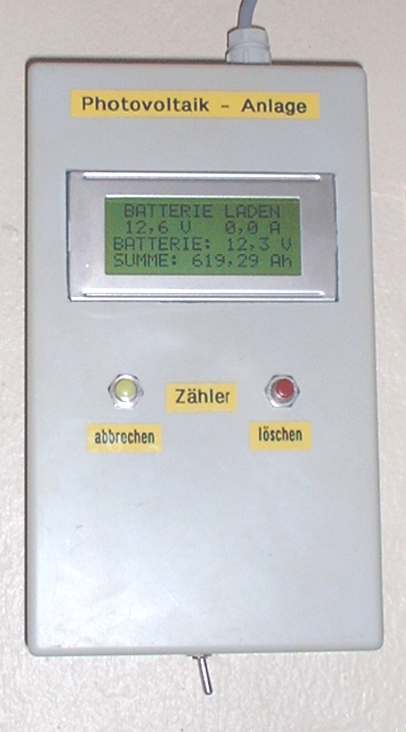 Photovoltaik - Anlage
BATTERIE LADEN
12,6 V 0,0 A
BATTERIE: 12,3 V
SUMME: 619,29 Ah
Zähler
abbrechen
löschen